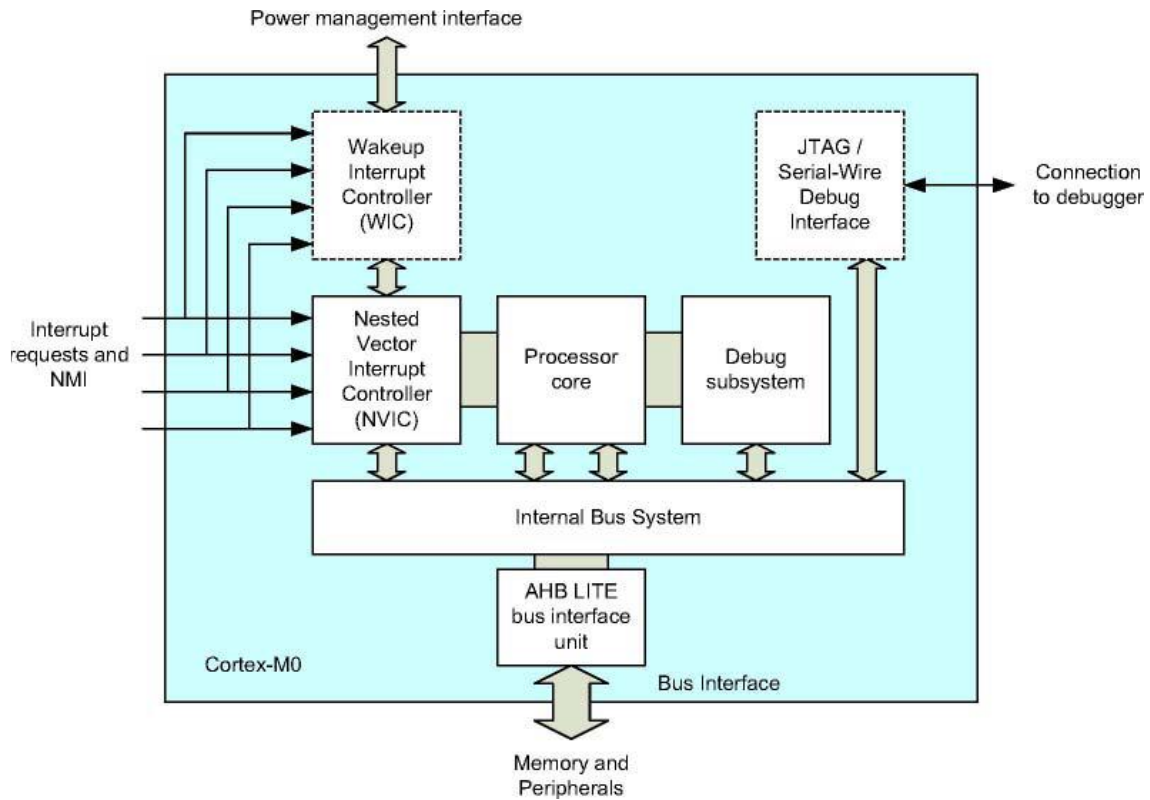 Power management interface
Wakeup
Interrupt
Controller
(WIC)
JTAG /
Serial-Wire
Debug
Interface
Connection
to debugger
Interrupt
requests and
NMI
Nested
Vector
Interrupt
Controller
(NVIC)
Processor
core
Debug
subsystem
Internal Bus System
AHB LITE
bus interface
unit
Cortex-M0
Bus Interface
Memory and
Peripherals